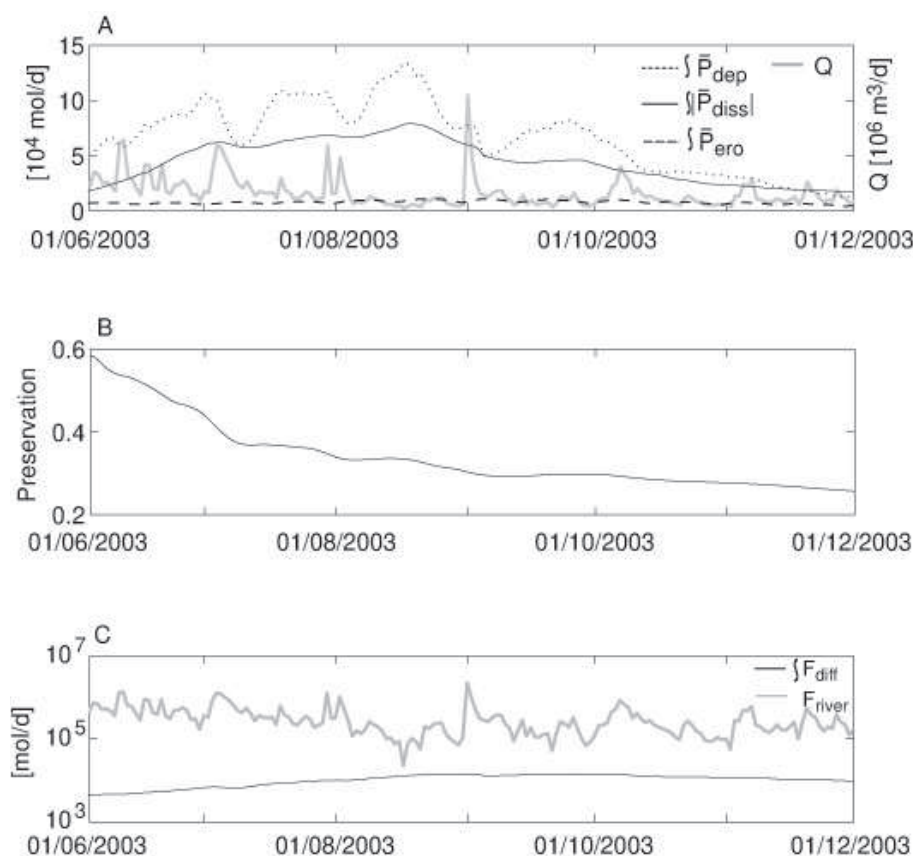 A
15
10
5
0
[10⁴ mol/d]
∫ P̄dep
∫|P̄diss|
∫ P̄ero
Q
Q [10⁶ m³/d]
01/06/2003 01/08/2003 01/10/2003 01/12/2003
B
0.6
0.4
0.2
Preservation
01/06/2003 01/08/2003 01/10/2003 01/12/2003
C
10⁷
10⁵
10³
[mol/d]
∫ Fdiff
Friver
01/06/2003 01/08/2003 01/10/2003 01/12/2003